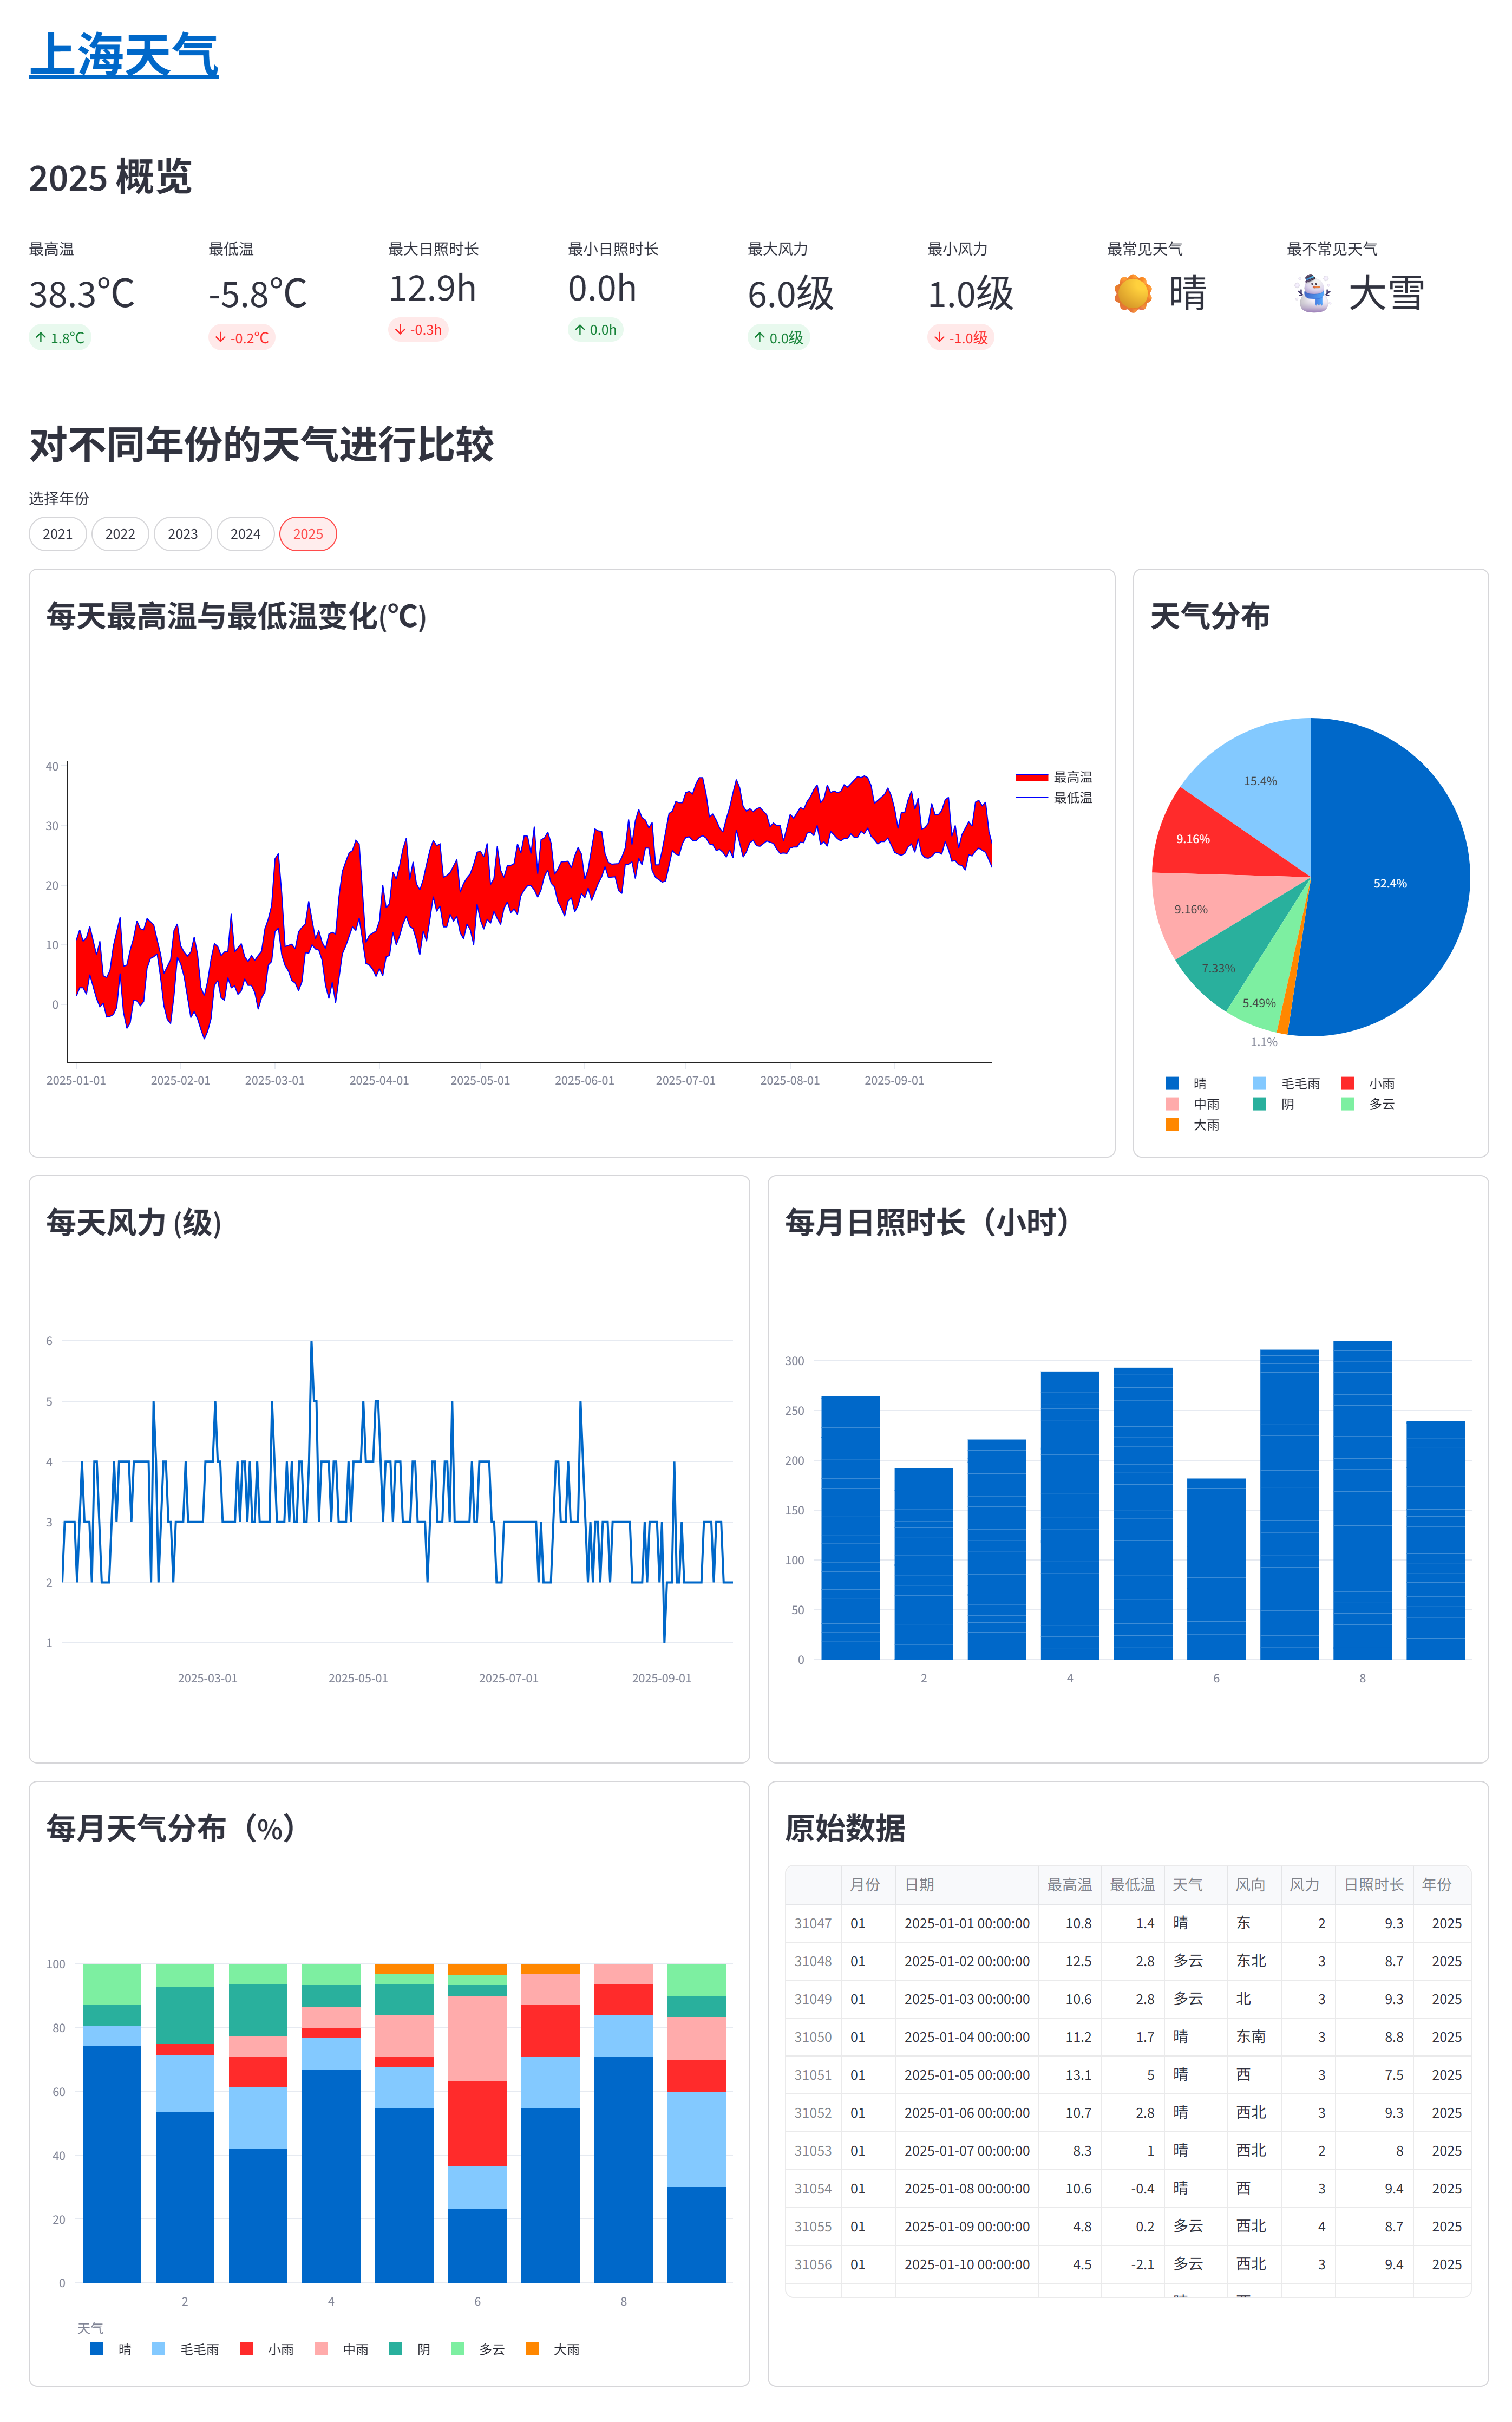 上海天气
2025 概览
最高温 最低温 最大日照时长 最小日照时长 最大风力 最小风力 最常见天气 最不常见天气
38.3℃ -5.8℃ 12.9h 0.0h 6.0级 1.0级 晴 大雪
↑ 1.8℃ ↓ -0.2℃ ↓ -0.3h ↑ 0.0h ↑ 0.0级 ↓ -1.0级
对不同年份的天气进行比较
选择年份
2021 2022 2023 2024 2025
每天最高温与最低温变化(℃)
40
30
20
10
0
2025-01-01 2025-02-01 2025-03-01 2025-04-01 2025-05-01 2025-06-01 2025-07-01 2025-08-01 2025-09-01
最高温
最低温
天气分布
15.4%
9.16%
52.4%
9.16%
7.33%
5.49%
1.1%
晴 毛毛雨 小雨
中雨 阴 多云
大雨
每天风力 (级)
6
5
4
3
2
1
2025-03-01 2025-05-01 2025-07-01 2025-09-01
每月日照时长（小时）
300
250
200
150
100
50
0
2 4 6 8
每月天气分布（%）
100
80
60
40
20
0
2 4 6 8
天气
晴 毛毛雨 小雨 中雨 阴 多云 大雨
原始数据
月份 日期 最高温 最低温 天气 风向 风力 日照时长 年份
31047 01 2025-01-01 00:00:00 10.8 1.4 晴 东 2 9.3 2025
31048 01 2025-01-02 00:00:00 12.5 2.8 多云 东北 3 8.7 2025
31049 01 2025-01-03 00:00:00 10.6 2.8 多云 北 3 9.3 2025
31050 01 2025-01-04 00:00:00 11.2 1.7 晴 东南 3 8.8 2025
31051 01 2025-01-05 00:00:00 13.1 5 晴 西 3 7.5 2025
31052 01 2025-01-06 00:00:00 10.7 2.8 晴 西北 3 9.3 2025
31053 01 2025-01-07 00:00:00 8.3 1 晴 西北 2 8 2025
31054 01 2025-01-08 00:00:00 10.6 -0.4 晴 西 3 9.4 2025
31055 01 2025-01-09 00:00:00 4.8 0.2 多云 西北 4 8.7 2025
31056 01 2025-01-10 00:00:00 4.5 -2.1 多云 西北 3 9.4 2025